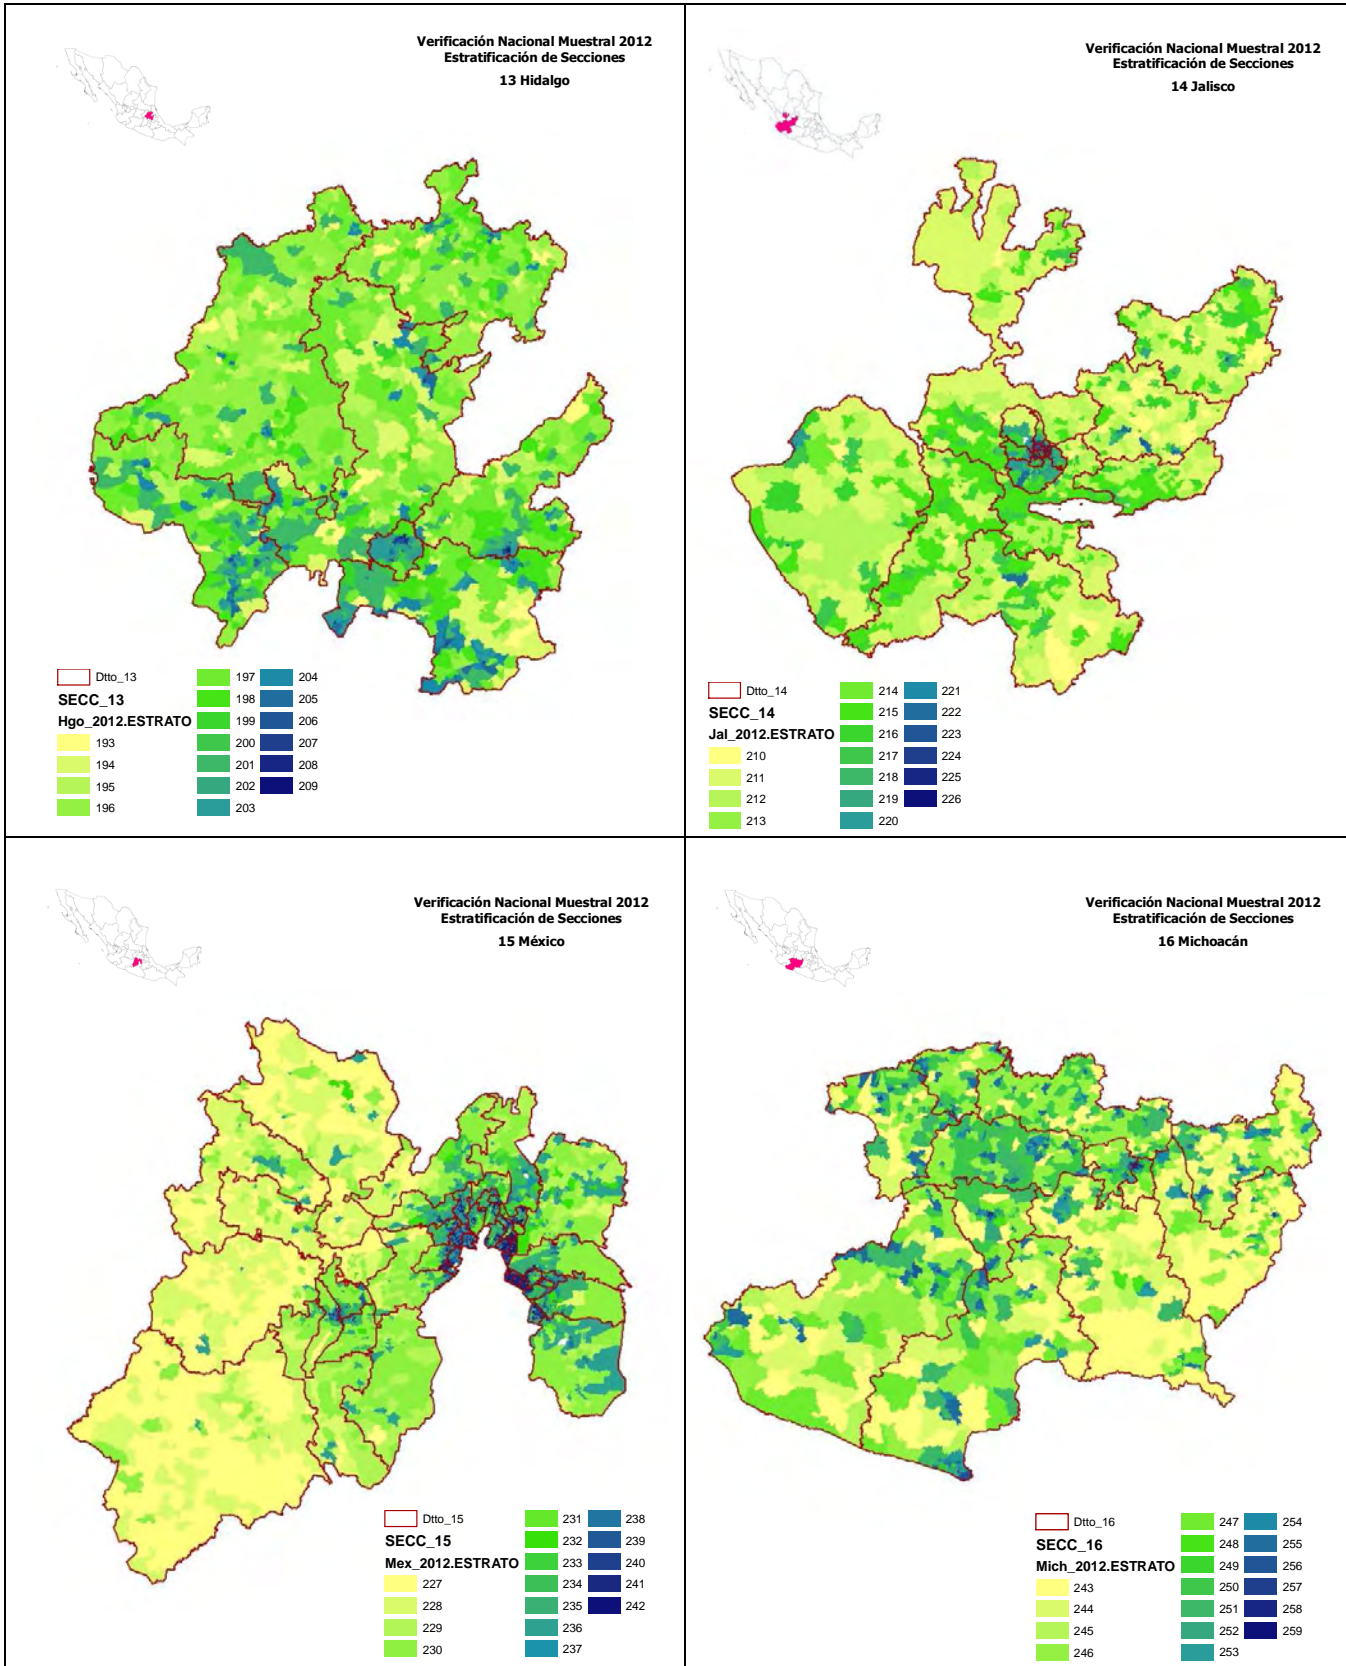 Verificación Nacional Muestral 2012
Estratificación de Secciones
13 Hidalgo
Dtto_13
SECC_13
Hgo_2012.ESTRATO
193
194
195
196
197
198
199
200
201
202
203
204
205
206
207
208
209
Verificación Nacional Muestral 2012
Estratificación de Secciones
14 Jalisco
Dtto_14
SECC_14
Jal_2012.ESTRATO
210
211
212
213
214
215
216
217
218
219
220
221
222
223
224
225
226
Verificación Nacional Muestral 2012
Estratificación de Secciones
15 México
Dtto_15
SECC_15
Mex_2012.ESTRATO
227
228
229
230
231
232
233
234
235
236
237
238
239
240
241
242
Verificación Nacional Muestral 2012
Estratificación de Secciones
16 Michoacán
Dtto_16
SECC_16
Mich_2012.ESTRATO
243
244
245
246
247
248
249
250
251
252
253
254
255
256
257
258
259